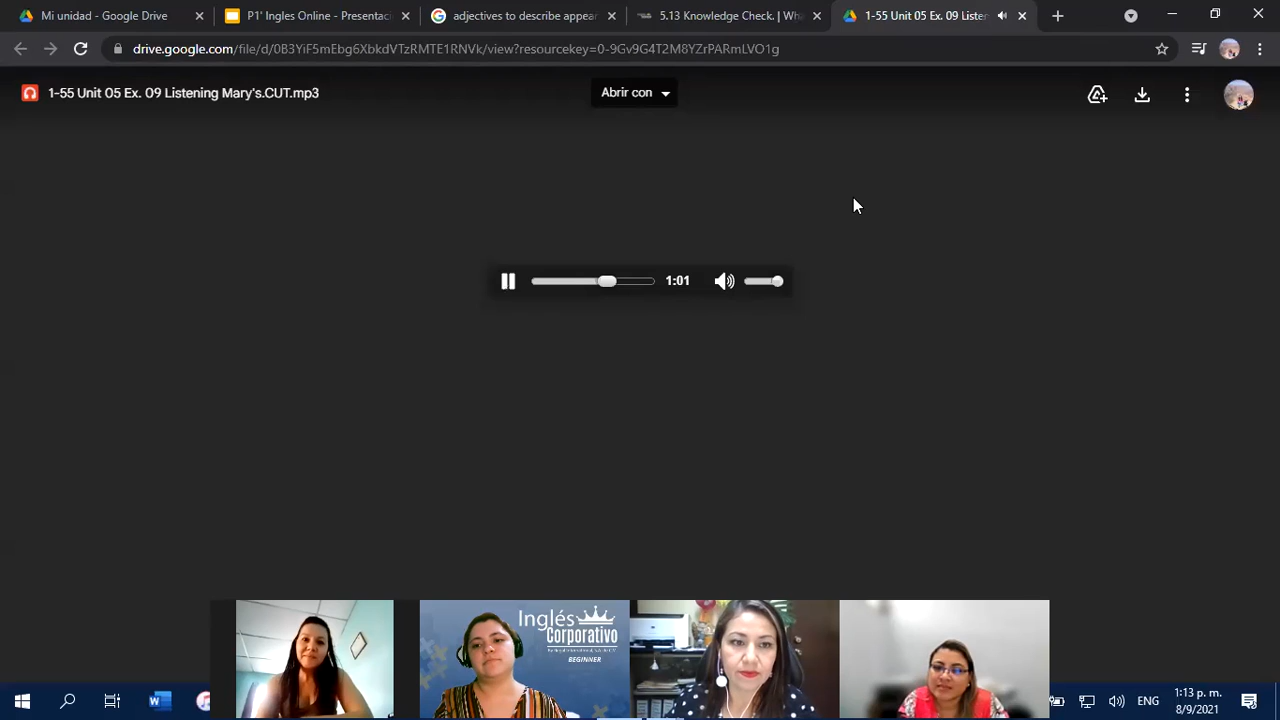 Mi unidad - Google Drive
P1' Ingles Online - Presentaci
adjectives to describe appear
5.13 Knowledge Check. | Wha
1-55 Unit 05 Ex. 09 Listen
drive.google.com/file/d/0B3YiF5mEbg6XbkdVTzRMTE1RNVk/view?resourcekey=0-9Gv9G4T2M8YZrPARmLVO1g
1-55 Unit 05 Ex. 09 Listening Mary's.CUT.mp3
Abrir con
1:01
Inglés
Corporativo
BEGINNER
ENG
1:13 p. m.
8/9/2021